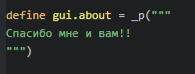 define gui.about = _p("""
Спасибо мне и вам!!
""")